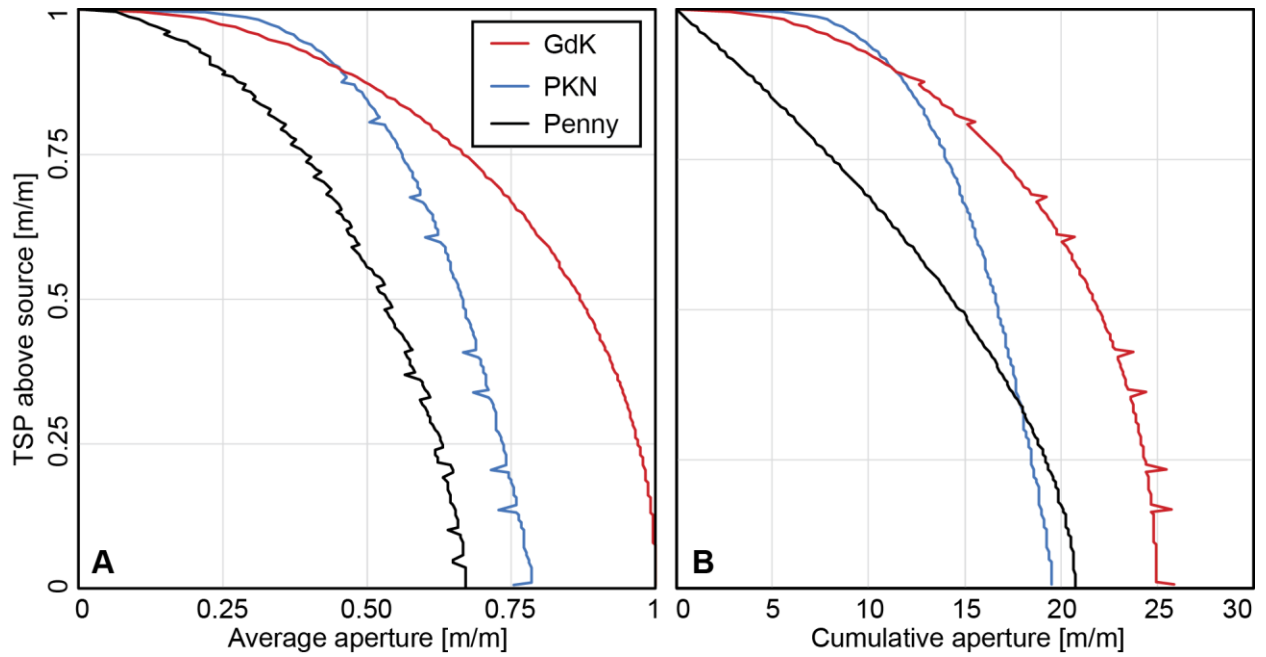 GdK
PKN
Penny
TSP above source [m/m]
1
0.75
0.5
0.25
0
A
B
0 0.25 0.50 0.75 1
0 5 10 15 20 25 30
Average aperture [m/m]
Cumulative aperture [m/m]